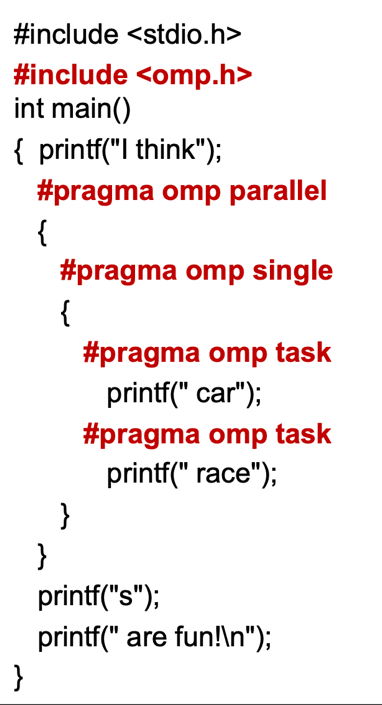 #include <stdio.h>
#include <omp.h>
int main()
{  printf("I think");
#pragma omp parallel
{
#pragma omp single
{
#pragma omp task
printf(" car");
#pragma omp task
printf(" race");
}
}
printf("s");
printf(" are fun!\n");
}